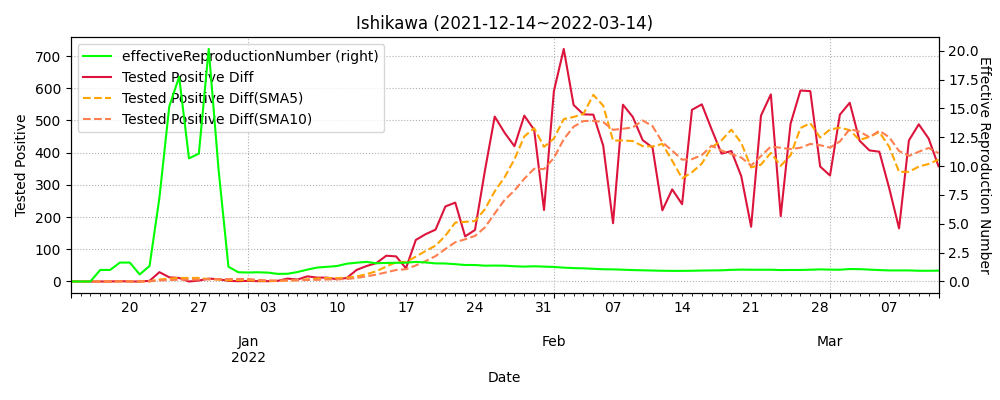 Ishikawa (2021-12-14~2022-03-14)
effectiveReproductionNumber (right)
Tested Positive Diff
Tested Positive Diff(SMA5)
Tested Positive Diff(SMA10)
Tested Positive
700
600
500
400
300
200
100
0
20.0
17.5
15.0
12.5
10.0
7.5
5.0
2.5
0.0
Effective Reproduction Number
20 27 03 10 17 24 31 07 14 21 28 07
Jan Feb Mar
2022
Date